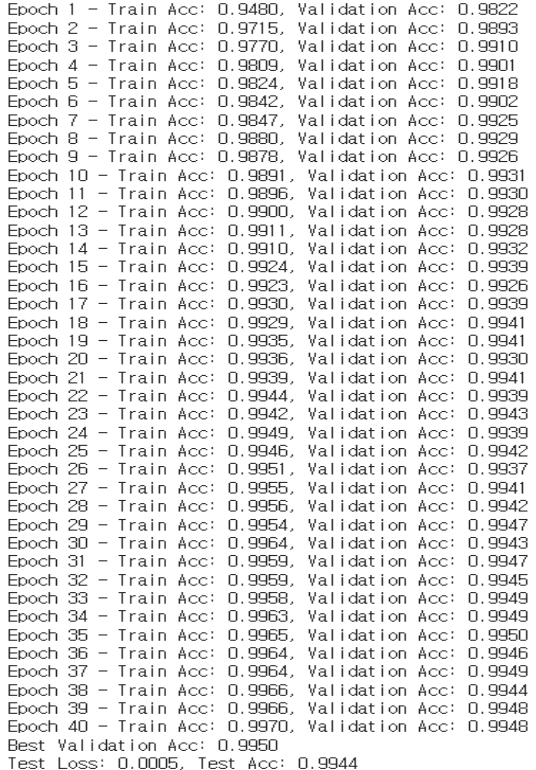 Epoch 1 - Train Acc: 0.9480, Validation Acc: 0.9822
Epoch 2 - Train Acc: 0.9715, Validation Acc: 0.9893
Epoch 3 - Train Acc: 0.9770, Validation Acc: 0.9910
Epoch 4 - Train Acc: 0.9809, Validation Acc: 0.9901
Epoch 5 - Train Acc: 0.9824, Validation Acc: 0.9918
Epoch 6 - Train Acc: 0.9842, Validation Acc: 0.9902
Epoch 7 - Train Acc: 0.9847, Validation Acc: 0.9925
Epoch 8 - Train Acc: 0.9880, Validation Acc: 0.9929
Epoch 9 - Train Acc: 0.9878, Validation Acc: 0.9926
Epoch 10 - Train Acc: 0.9891, Validation Acc: 0.9931
Epoch 11 - Train Acc: 0.9896, Validation Acc: 0.9930
Epoch 12 - Train Acc: 0.9900, Validation Acc: 0.9928
Epoch 13 - Train Acc: 0.9911, Validation Acc: 0.9928
Epoch 14 - Train Acc: 0.9910, Validation Acc: 0.9932
Epoch 15 - Train Acc: 0.9924, Validation Acc: 0.9939
Epoch 16 - Train Acc: 0.9923, Validation Acc: 0.9926
Epoch 17 - Train Acc: 0.9930, Validation Acc: 0.9939
Epoch 18 - Train Acc: 0.9929, Validation Acc: 0.9941
Epoch 19 - Train Acc: 0.9935, Validation Acc: 0.9941
Epoch 20 - Train Acc: 0.9936, Validation Acc: 0.9930
Epoch 21 - Train Acc: 0.9939, Validation Acc: 0.9941
Epoch 22 - Train Acc: 0.9944, Validation Acc: 0.9939
Epoch 23 - Train Acc: 0.9942, Validation Acc: 0.9943
Epoch 24 - Train Acc: 0.9949, Validation Acc: 0.9939
Epoch 25 - Train Acc: 0.9946, Validation Acc: 0.9942
Epoch 26 - Train Acc: 0.9951, Validation Acc: 0.9937
Epoch 27 - Train Acc: 0.9955, Validation Acc: 0.9941
Epoch 28 - Train Acc: 0.9956, Validation Acc: 0.9942
Epoch 29 - Train Acc: 0.9954, Validation Acc: 0.9947
Epoch 30 - Train Acc: 0.9964, Validation Acc: 0.9943
Epoch 31 - Train Acc: 0.9959, Validation Acc: 0.9947
Epoch 32 - Train Acc: 0.9959, Validation Acc: 0.9945
Epoch 33 - Train Acc: 0.9958, Validation Acc: 0.9949
Epoch 34 - Train Acc: 0.9963, Validation Acc: 0.9949
Epoch 35 - Train Acc: 0.9965, Validation Acc: 0.9950
Epoch 36 - Train Acc: 0.9964, Validation Acc: 0.9946
Epoch 37 - Train Acc: 0.9964, Validation Acc: 0.9949
Epoch 38 - Train Acc: 0.9966, Validation Acc: 0.9944
Epoch 39 - Train Acc: 0.9966, Validation Acc: 0.9948
Epoch 40 - Train Acc: 0.9970, Validation Acc: 0.9948
Best Validation Acc: 0.9950
Test Loss: 0.0005, Test Acc: 0.9944